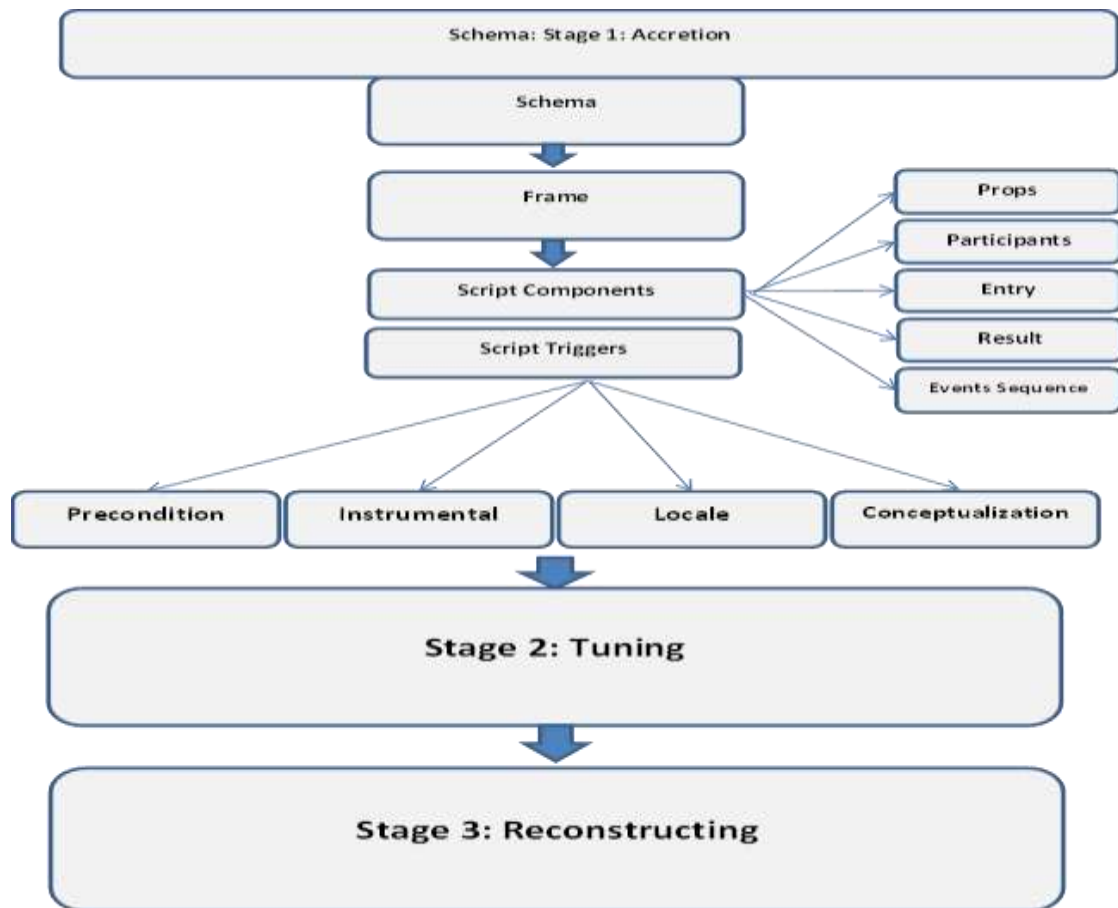 Schema: Stage 1: Accretion
Schema
Frame
Script Components
Props
Participants
Entry
Result
Events Sequence
Script Triggers
Precondition
Instrumental
Locale
Conceptualization
Stage 2: Tuning
Stage 3: Reconstructing